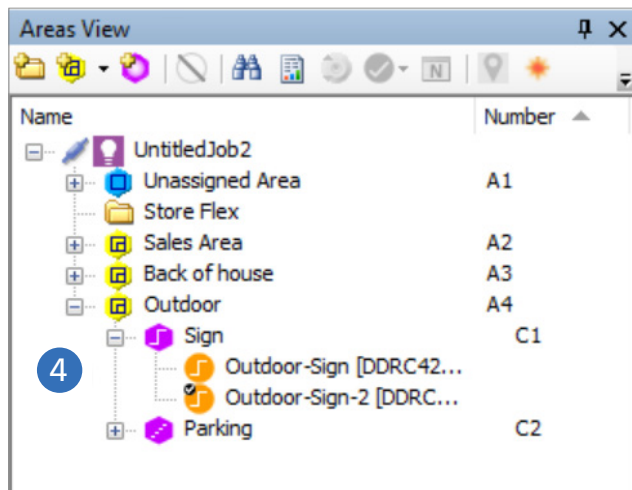 Areas View
N
Name Number
UntitledJob2
Unassigned Area A1
Store Flex
Sales Area A2
Back of house A3
Outdoor A4
Sign C1
4 Outdoor-Sign [DDRC42...
Outdoor-Sign-2 [DDRC...
Parking C2